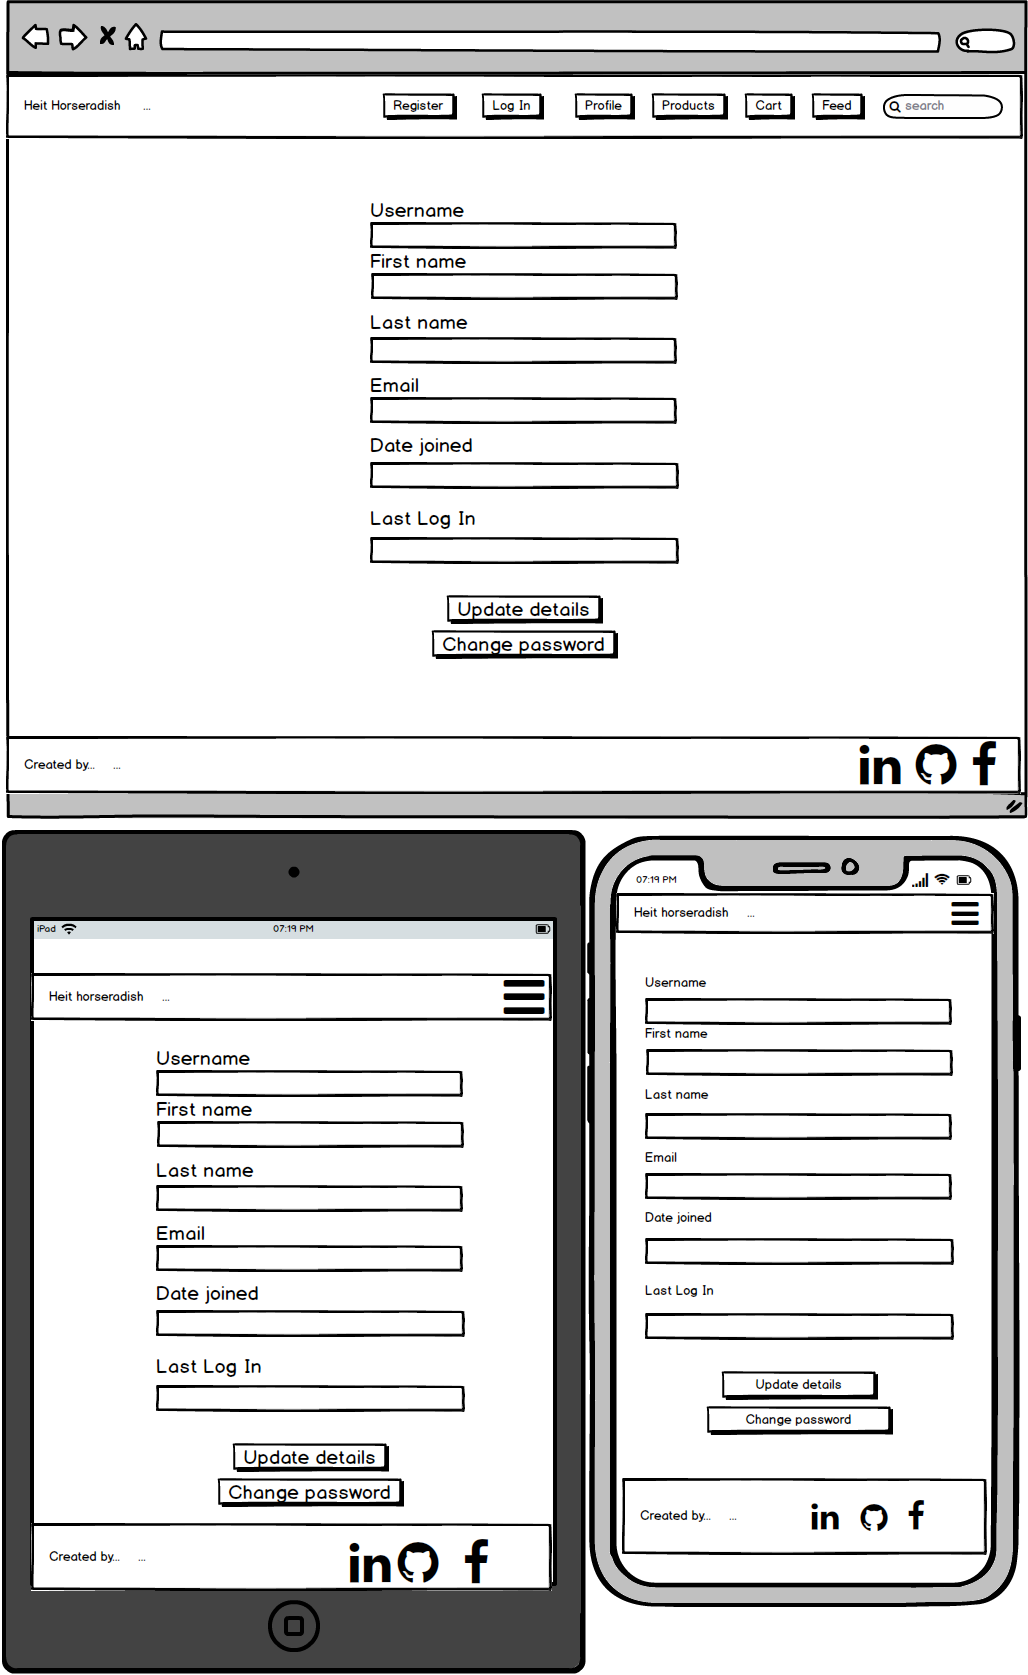 Heit Horseradish ... Register Log In Profile Products Cart Feed search
Username
First name
Last name
Email
Date joined
Last Log In
Update details
Change password
Created by... ... in f
iPad 07:19 PM
Heit horseradish ...
Username
First name
Last name
Email
Date joined
Last Log In
Update details
Change password
Created by... ... in f
07:19 PM
Heit horseradish ...
Username
First name
Last name
Email
Date joined
Last Log In
Update details
Change password
Created by... ... in f